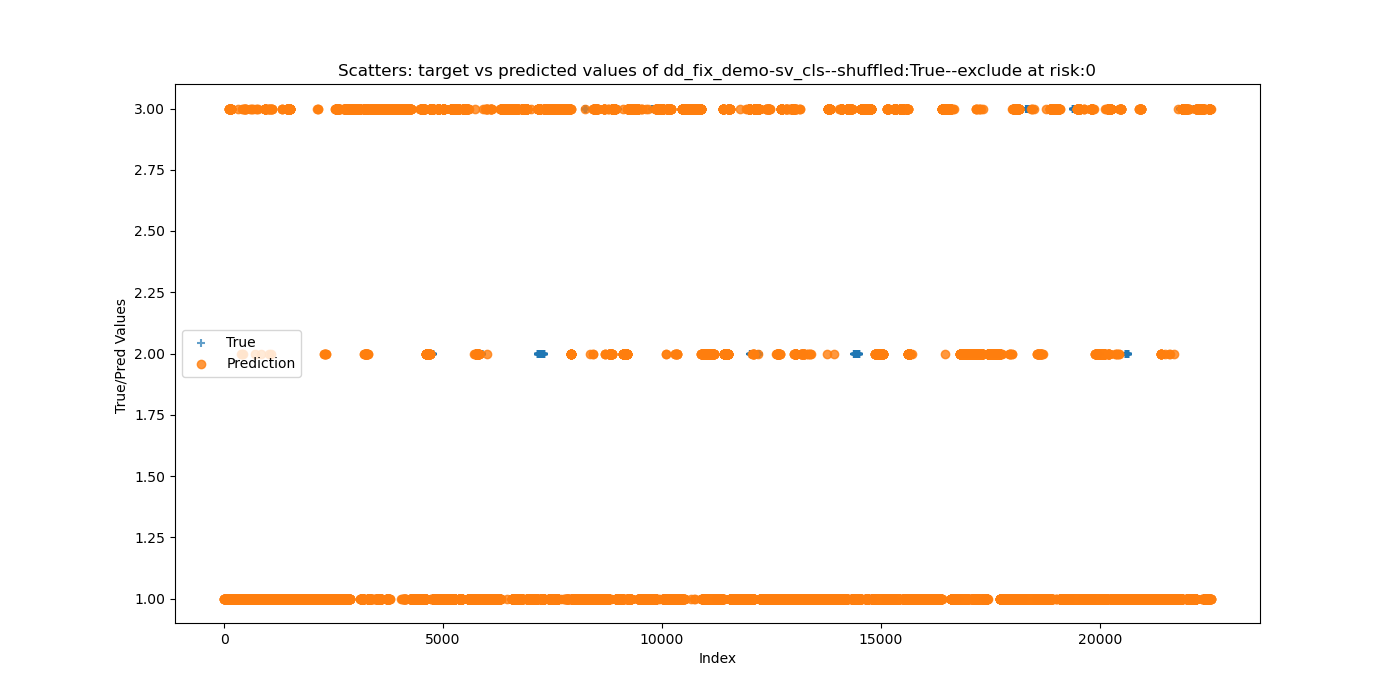 Scatters: target vs predicted values of dd_fix_demo-sv_cls--shuffled:True--exclude at risk:0
3.00
2.75
2.50
2.25
2.00
1.75
1.50
1.25
1.00
True/Pred Values
True
Prediction
0
5000
10000
15000
20000
Index